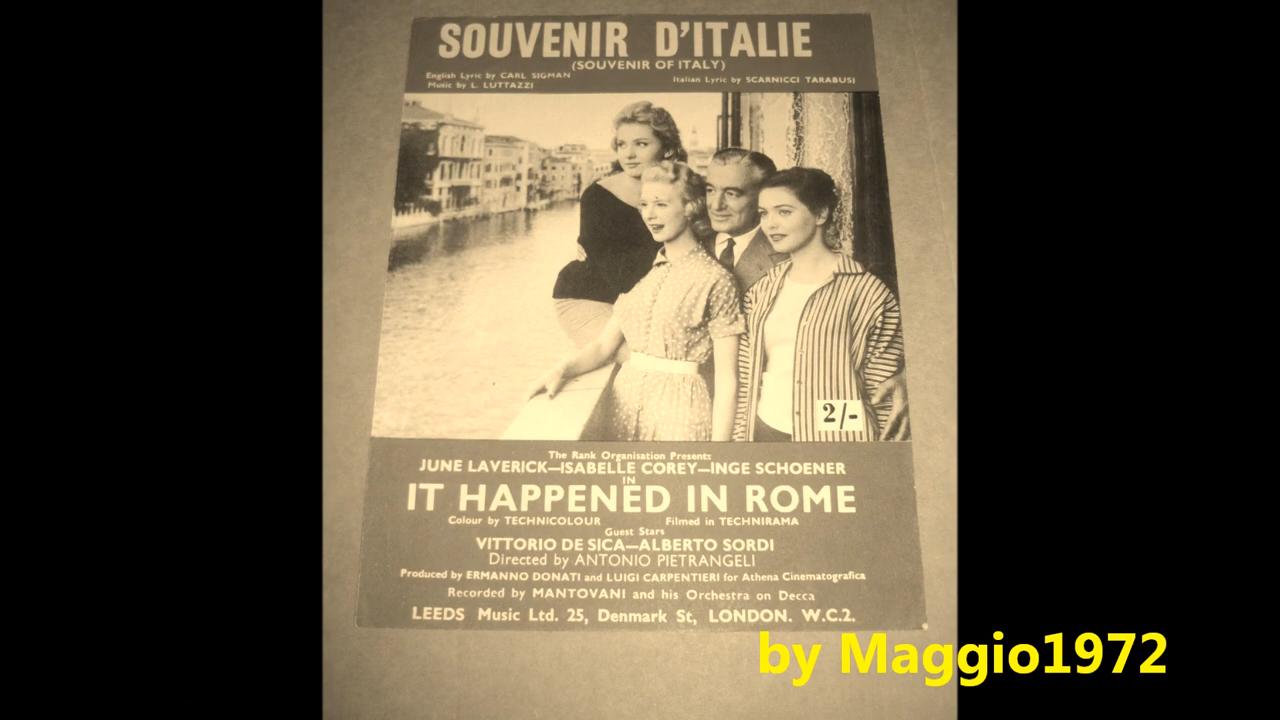 SOUVENIR D'ITALIE
(SOUVENIR OF ITALY)
English Lyric by CARL SIGMAN
Italian Lyric by SCARNICCI TARABUSI
Music by L. LUTTAZZI
2/-
The Rank Organisation Presents
JUNE LAVERICK—ISABELLE COREY—INGE SCHOENER
IN
IT HAPPENED IN ROME
Colour by TECHNICOLOUR Filmed in TECHNIRAMA
Guest Stars
VITTORIO DE SICA—ALBERTO SORDI
Directed by ANTONIO PIETRANGELI
Produced by ERMANNO DONATI and LUIGI CARPENTIERI for Athena Cinematografica
Recorded by MANTOVANI and his Orchestra on Decca
LEEDS Music Ltd. 25, Denmark St, LONDON. W.C.2.
by Maggio1972